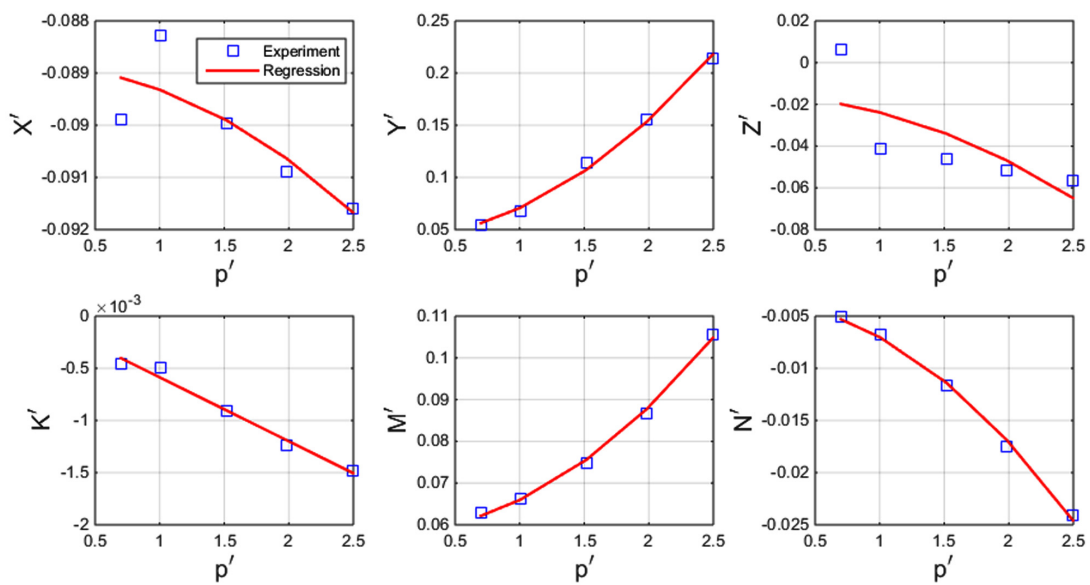 -0.088
-0.089
-0.09
-0.091
-0.092
X′
0.5 1 1.5 2 2.5
p′
Experiment
Regression
0.25
0.2
0.15
0.1
0.05
Y′
0.5 1 1.5 2 2.5
p′
0.02
0
-0.02
-0.04
-0.06
-0.08
Z′
0.5 1 1.5 2 2.5
p′
× 10⁻³
0
-0.5
-1
-1.5
-2
K′
0.5 1 1.5 2 2.5
p′
0.11
0.1
0.09
0.08
0.07
0.06
M′
0.5 1 1.5 2 2.5
p′
-0.005
-0.01
-0.015
-0.02
-0.025
N′
0.5 1 1.5 2 2.5
p′